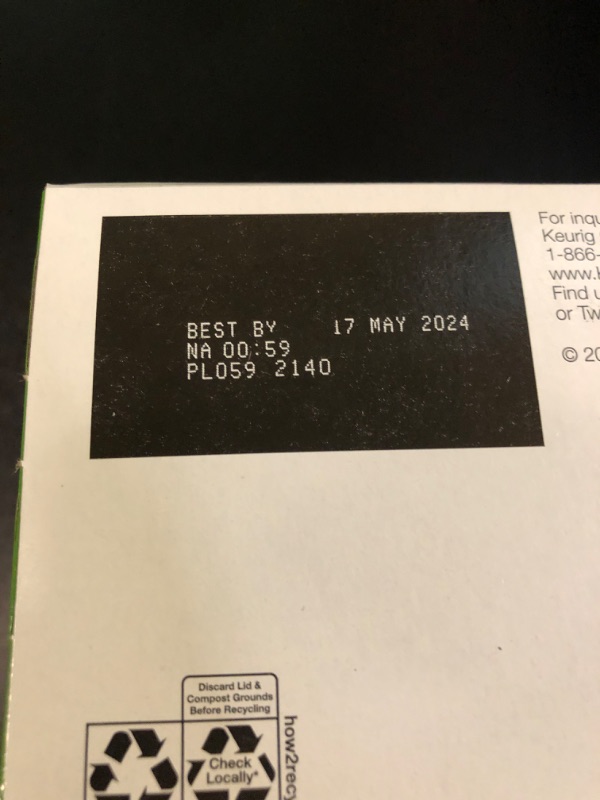 For inqu
Keurig
1-866-
www.k
Find u
or Tw
© 20
BEST BY 17 MAY 2024
NA 00:59
PL059 2140
Discard Lid &
Compost Grounds
Before Recycling
Check
Locally*
how2recy